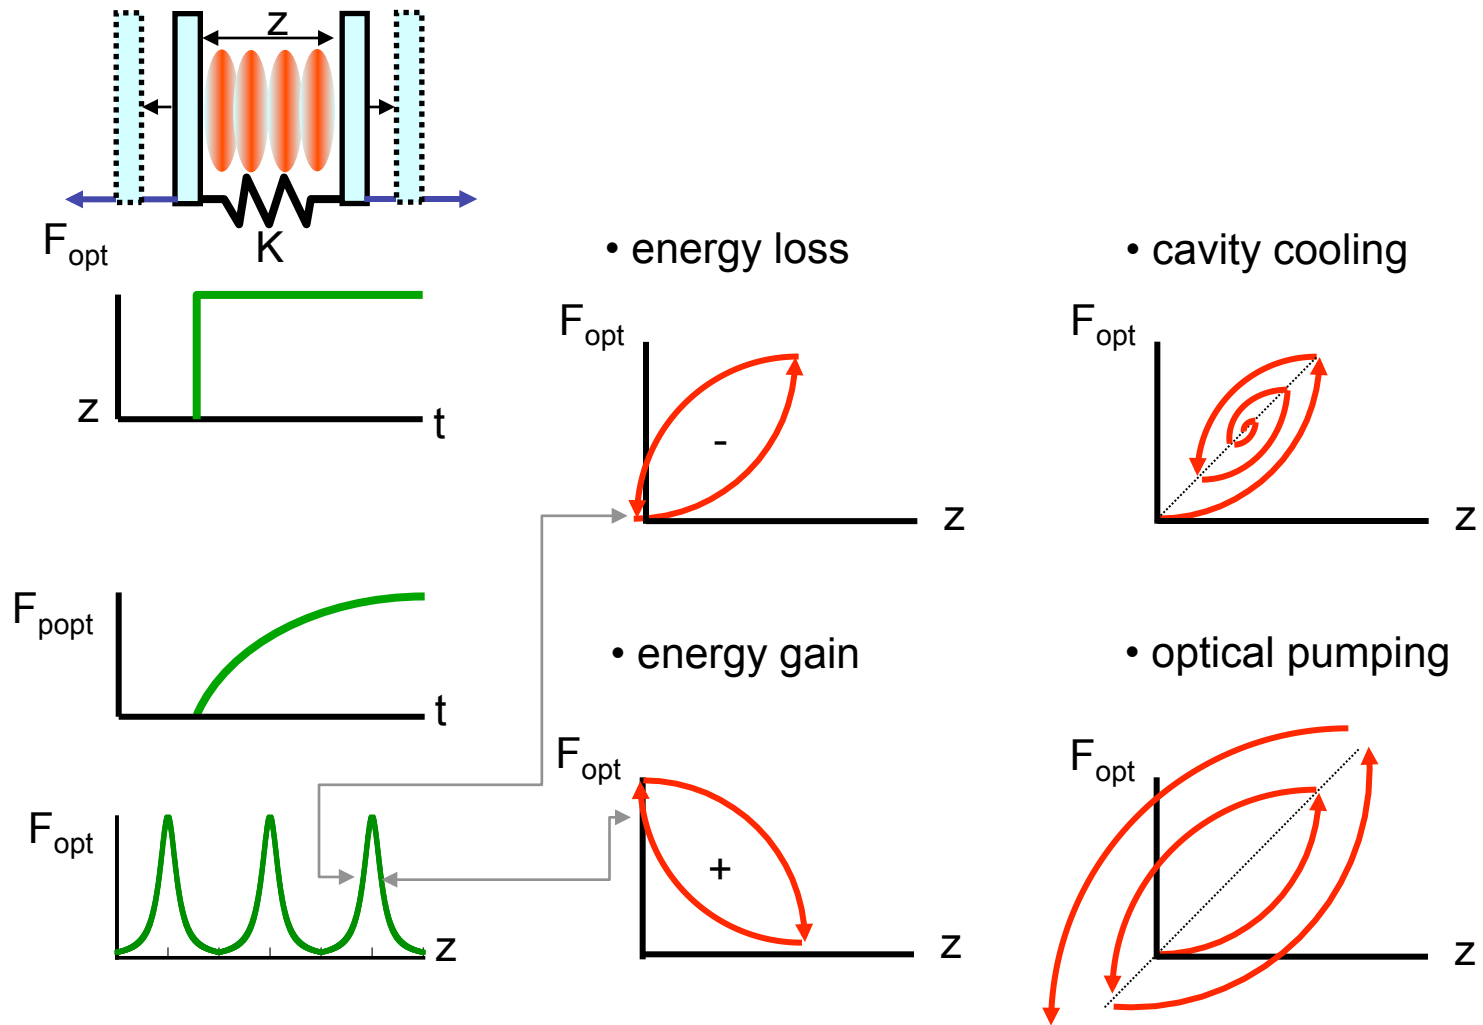 z
F_opt
K
• energy loss
• cavity cooling
F_opt
F_opt
z
t
-
z
z
F_popt
t
• energy gain
• optical pumping
F_opt
F_opt
F_opt
+
z
z
z